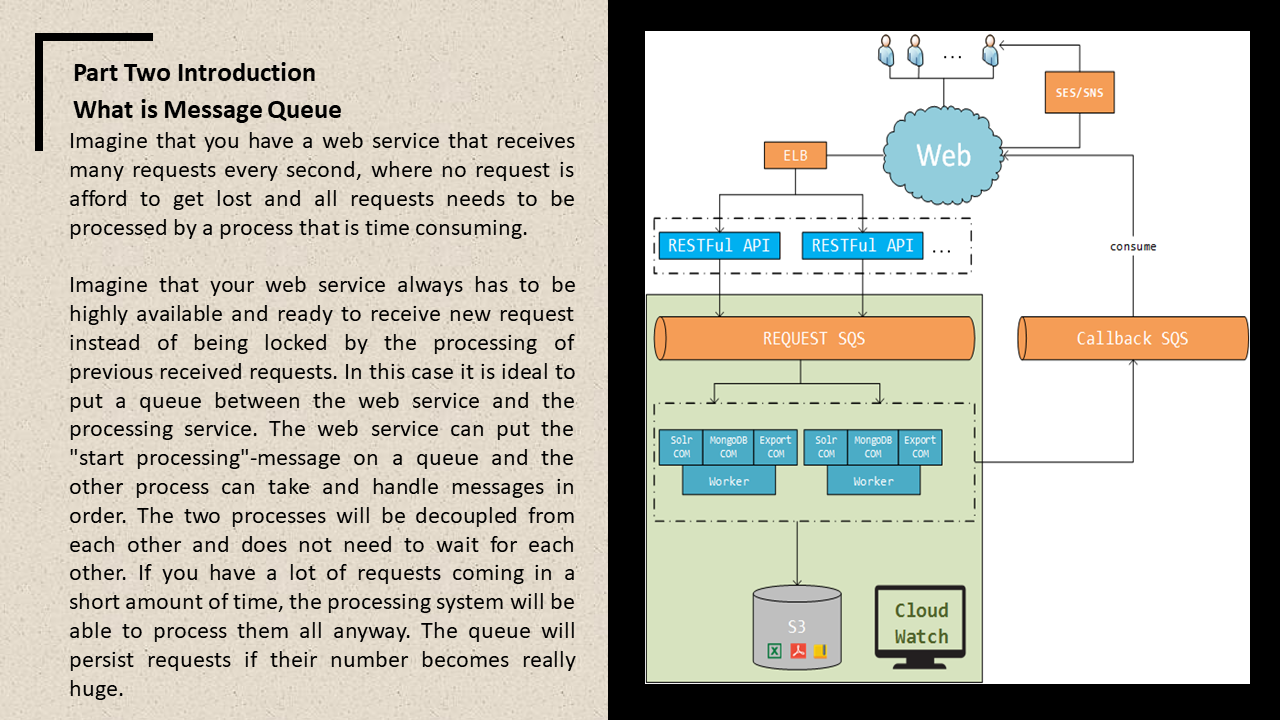 Part Two Introduction
What is Message Queue
Imagine that you have a web service that receives
many requests every second, where no request is
afford to get lost and all requests needs to be
processed by a process that is time consuming.
Imagine that your web service always has to be
highly available and ready to receive new request
instead of being locked by the processing of
previous received requests. In this case it is ideal to
put a queue between the web service and the
processing service. The web service can put the
"start processing"-message on a queue and the
other process can take and handle messages in
order. The two processes will be decoupled from
each other and does not need to wait for each
other. If you have a lot of requests coming in a
short amount of time, the processing system will be
able to process them all anyway. The queue will
persist requests if their number becomes really
huge.
...
SES/SNS
ELB
Web
RESTFul API
RESTFul API
...
consume
REQUEST SQS
Callback SQS
Solr
COM
MongoDB
COM
Export
COM
Worker
Solr
COM
MongoDB
COM
Export
COM
Worker
S3
Cloud
Watch